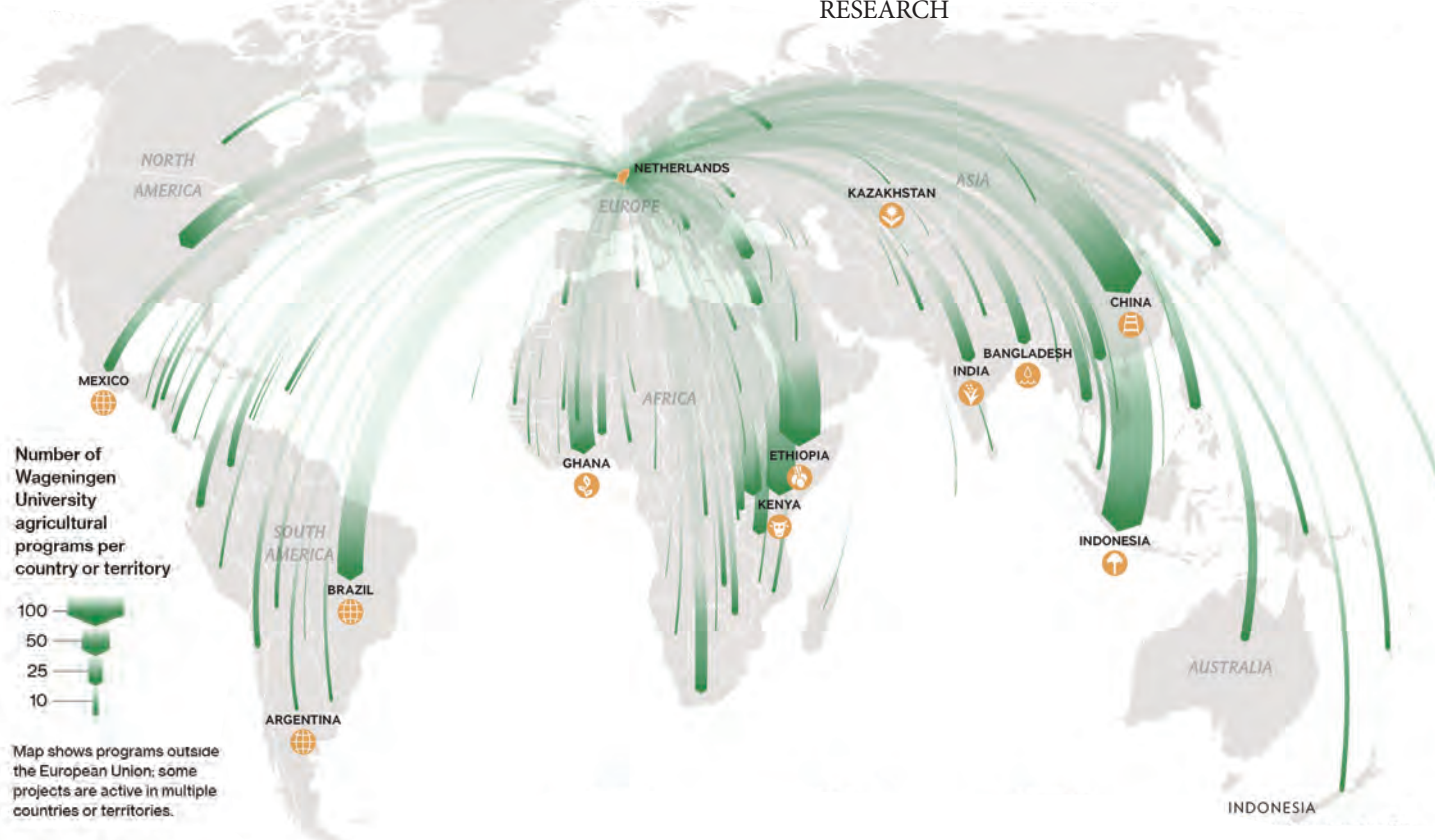 RESEARCH
NORTH
AMERICA
NETHERLANDS
EUROPE
KAZAKHSTAN
ASIA
CHINA
BANGLADESH
INDIA
MEXICO
AFRICA
GHANA
ETHIOPIA
KENYA
INDONESIA
SOUTH
AMERICA
BRAZIL
AUSTRALIA
ARGENTINA
INDONESIA
Number of
Wageningen
University
agricultural
programs per
country or territory
100
50
25
10
Map shows programs outside
the European Union; some
projects are active in multiple
countries or territories.